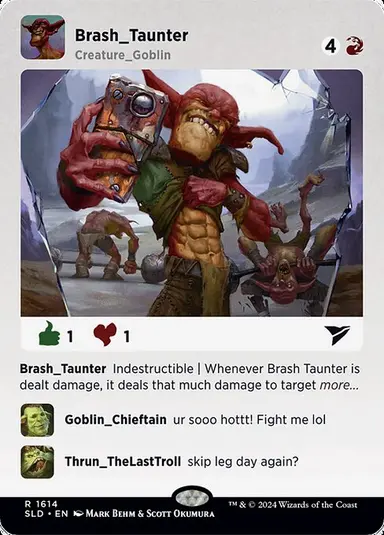 Brash_Taunter
4
Creature_Goblin
1 1
Brash_Taunter Indestructible | Whenever Brash Taunter is
dealt damage, it deals that much damage to target more...
Goblin_Chieftain ur sooo hottt! Fight me lol
Thrun_TheLastTroll skip leg day again?
R 1614
SLD • EN Mark Behm & Scott Okumura
™ & © 2024 Wizards of the Coast